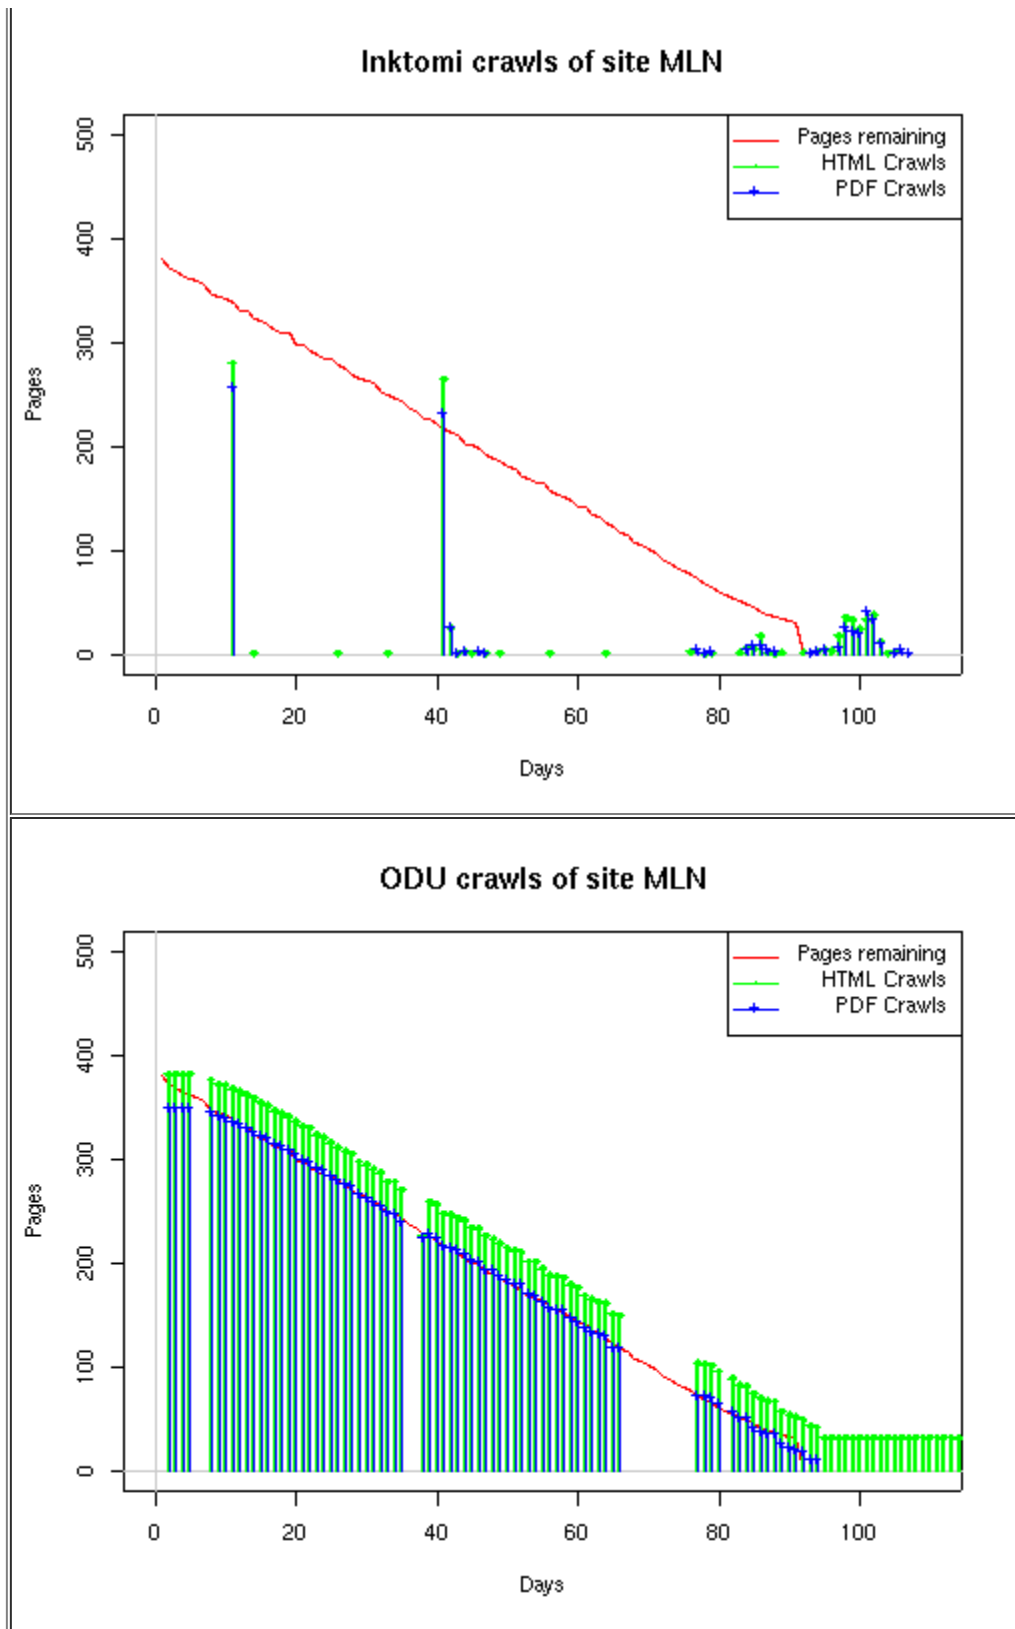 Inktomi crawls of site MLN
Pages remaining
HTML Crawls
PDF Crawls
500
400
300
200
100
0
Pages
0 20 40 60 80 100
Days
ODU crawls of site MLN
Pages remaining
HTML Crawls
PDF Crawls
500
400
300
200
100
0
Pages
0 20 40 60 80 100
Days